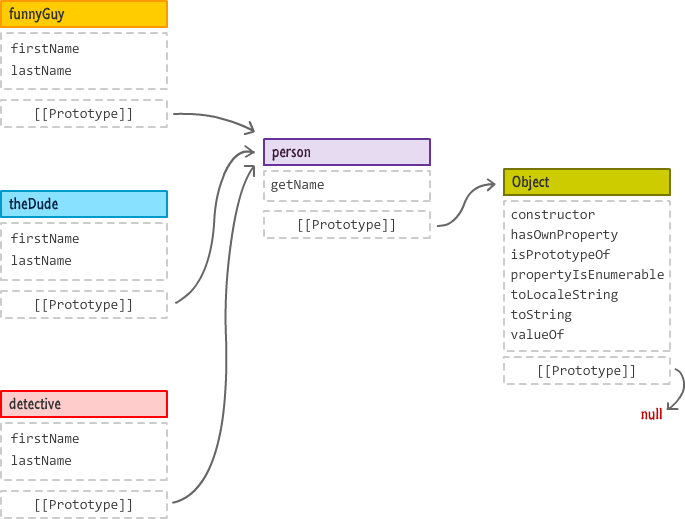 funnyGuy
firstName
lastName
[[Prototype]]
theDude
firstName
lastName
[[Prototype]]
detective
firstName
lastName
[[Prototype]]
person
getName
[[Prototype]]
Object
constructor
hasOwnProperty
isPrototypeOf
propertyIsEnumerable
toLocaleString
toString
valueOf
[[Prototype]]
null